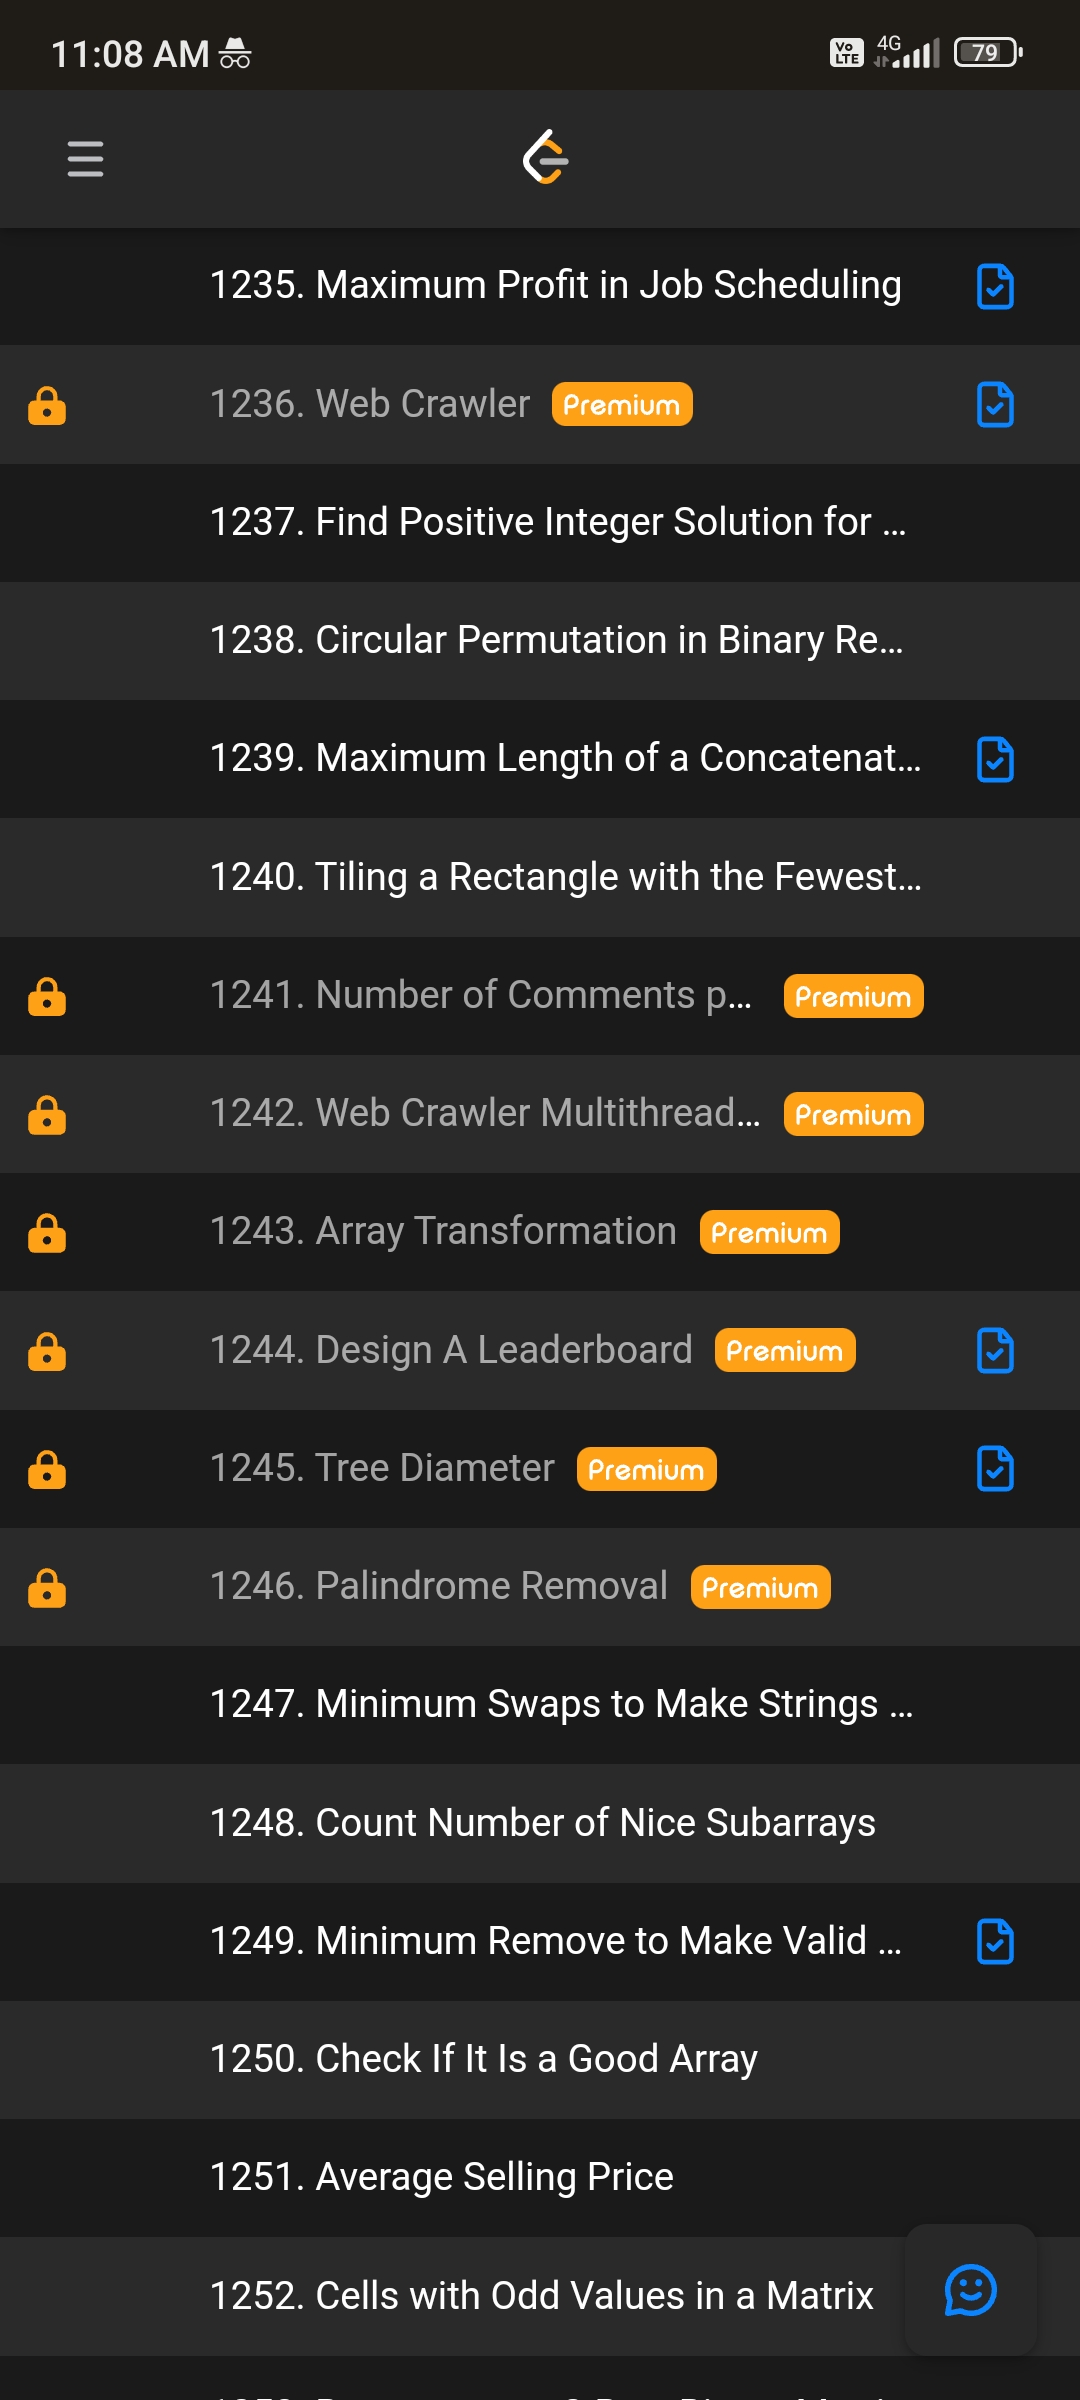 11:08 AM
Vo LTE 4G 79
1235. Maximum Profit in Job Scheduling
1236. Web Crawler Premium
1237. Find Positive Integer Solution for ...
1238. Circular Permutation in Binary Re...
1239. Maximum Length of a Concatenat...
1240. Tiling a Rectangle with the Fewest...
1241. Number of Comments p... Premium
1242. Web Crawler Multithread... Premium
1243. Array Transformation Premium
1244. Design A Leaderboard Premium
1245. Tree Diameter Premium
1246. Palindrome Removal Premium
1247. Minimum Swaps to Make Strings ...
1248. Count Number of Nice Subarrays
1249. Minimum Remove to Make Valid ...
1250. Check If It Is a Good Array
1251. Average Selling Price
1252. Cells with Odd Values in a Matrix